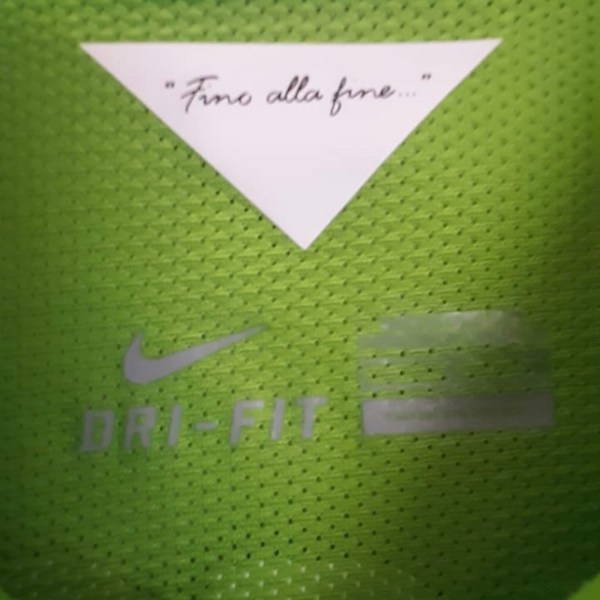 "Fino alla fine..."
DRI-FIT